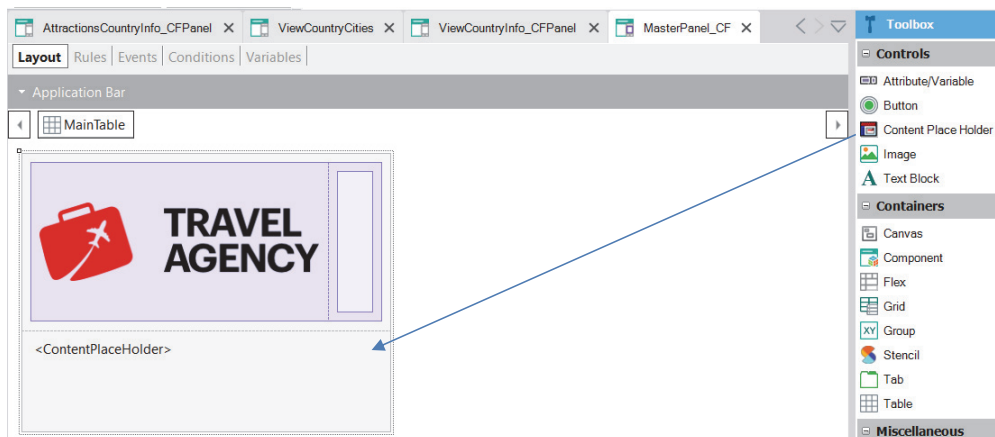 AttractionsCountryInfo_CFPanel
ViewCountryCities
ViewCountryInfo_CFPanel
MasterPanel_CF
Toolbox
Layout Rules Events Conditions Variables
Controls
Application Bar
Attribute/Variable
Button
MainTable
Content Place Holder
Image
Text Block
TRAVEL
AGENCY
Containers
Canvas
Component
Flex
Grid
XY Group
<ContentPlaceHolder>
Stencil
Tab
Table
Miscellaneous